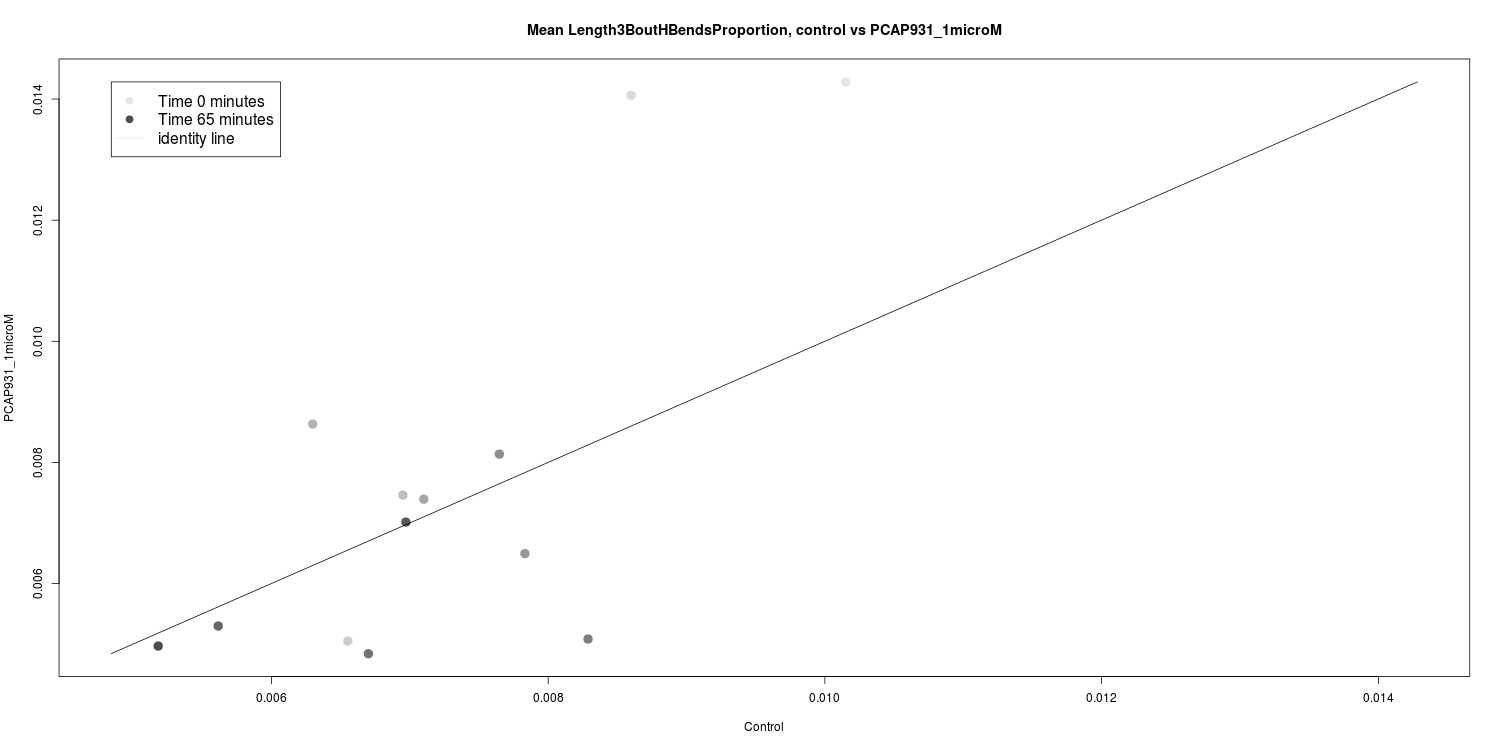 Mean Length3BoutHBendsProportion, control vs PCAP931_1microM
Time 0 minutes
Time 65 minutes
identity line
PCAP931_1microM
0.014
0.012
0.010
0.008
0.006
0.006
0.008
0.010
0.012
0.014
Control